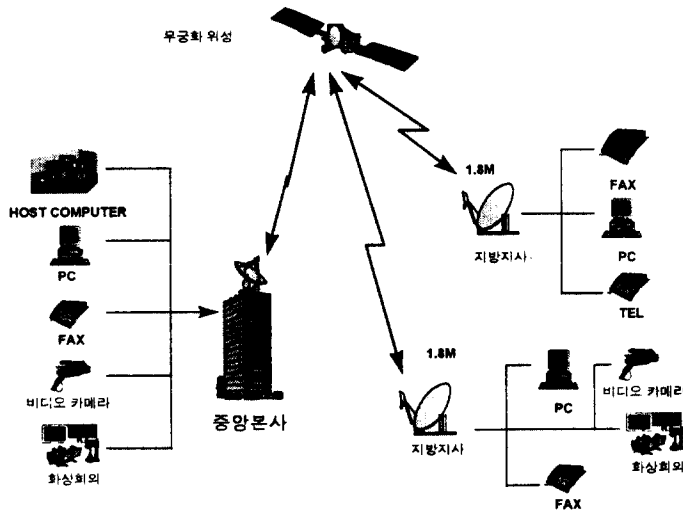 무궁화 위성
HOST COMPUTER
PC
FAX
비디오 카메라
화상회의
중앙본사
1.8M
지방지사
FAX
PC
TEL
1.8M
지방지사
PC
FAX
비디오 카메라
화상회의